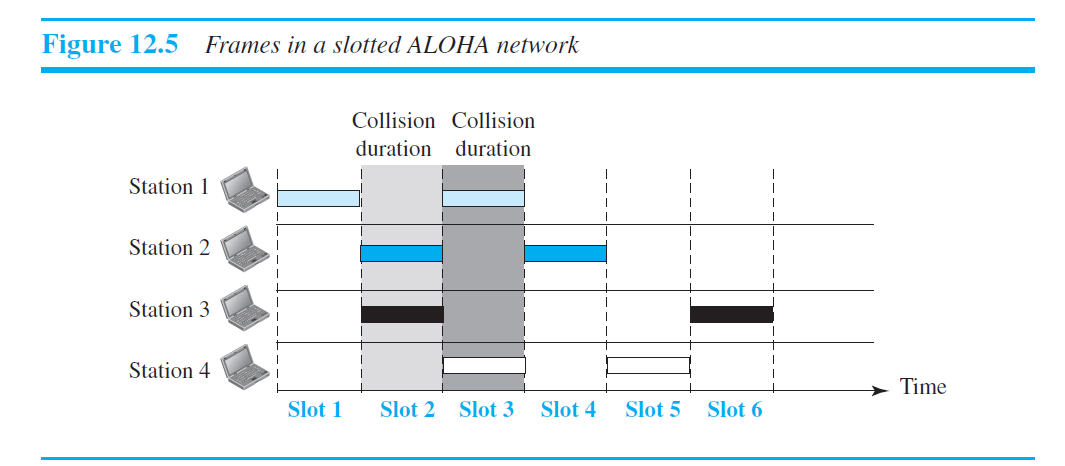 Figure 12.5 Frames in a slotted ALOHA network
Collision Collision
duration duration
Station 1
Station 2
Station 3
Station 4
Time
Slot 1 Slot 2 Slot 3 Slot 4 Slot 5 Slot 6